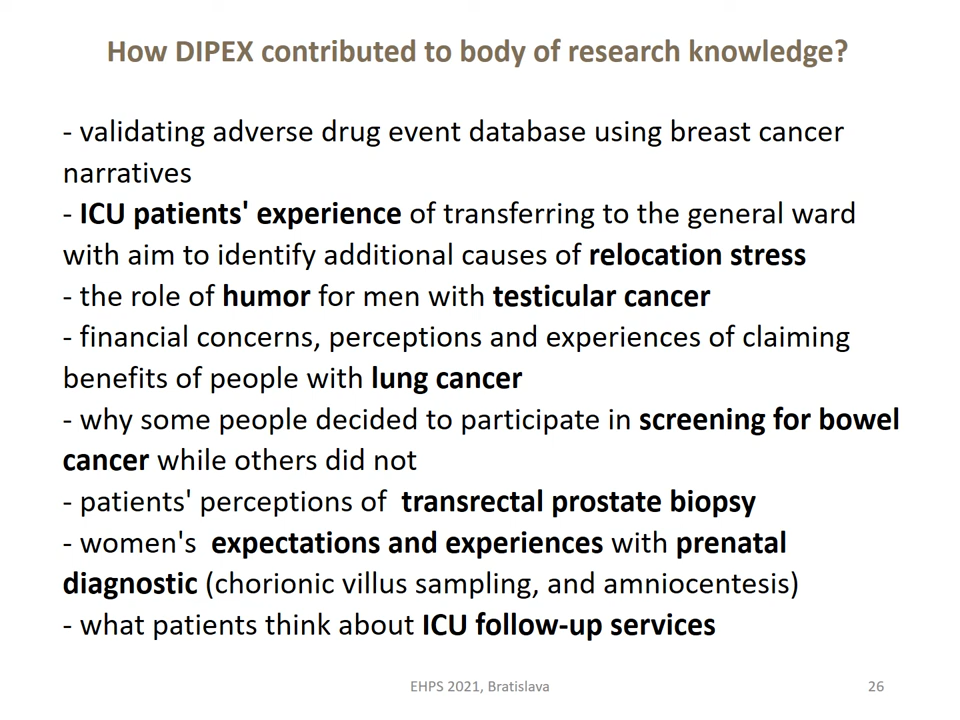 How DIPEX contributed to body of research knowledge?
- validating adverse drug event database using breast cancer
narratives
- ICU patients' experience of transferring to the general ward
with aim to identify additional causes of relocation stress
- the role of humor for men with testicular cancer
- financial concerns, perceptions and experiences of claiming
benefits of people with lung cancer
- why some people decided to participate in screening for bowel
cancer while others did not
- patients' perceptions of  transrectal prostate biopsy
- women's  expectations and experiences with prenatal
diagnostic (chorionic villus sampling, and amniocentesis)
- what patients think about ICU follow-up services
EHPS 2021, Bratislava
26